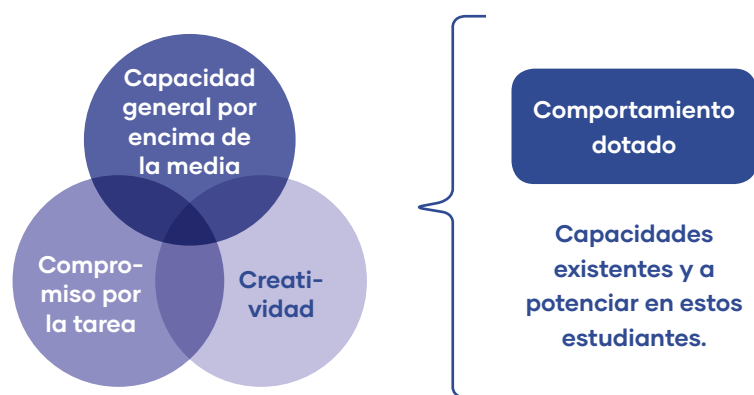 Capacidad
general por
encima de
la media
Compro-
miso por
la tarea
Creati-
vidad
Comportamiento
dotado
Capacidades
existentes y a
potenciar en estos
estudiantes.